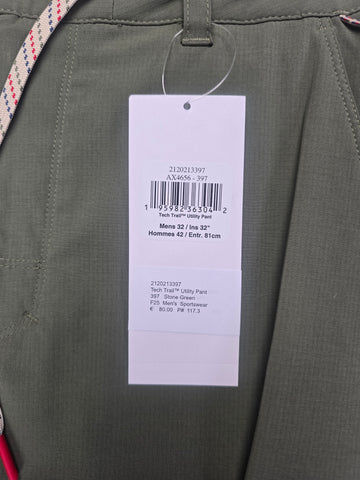 2120213397
AX4656 - 397
1 95982 36304 2
Tech Trail™ Utility Pant
Mens 32 / Ins 32"
Hommes 42 / Entr. 81cm
2120213397
Tech Trail™ Utility Pant
397 Stone Green
F25 Men's Sportswear
€ 80.00 P# 117.3